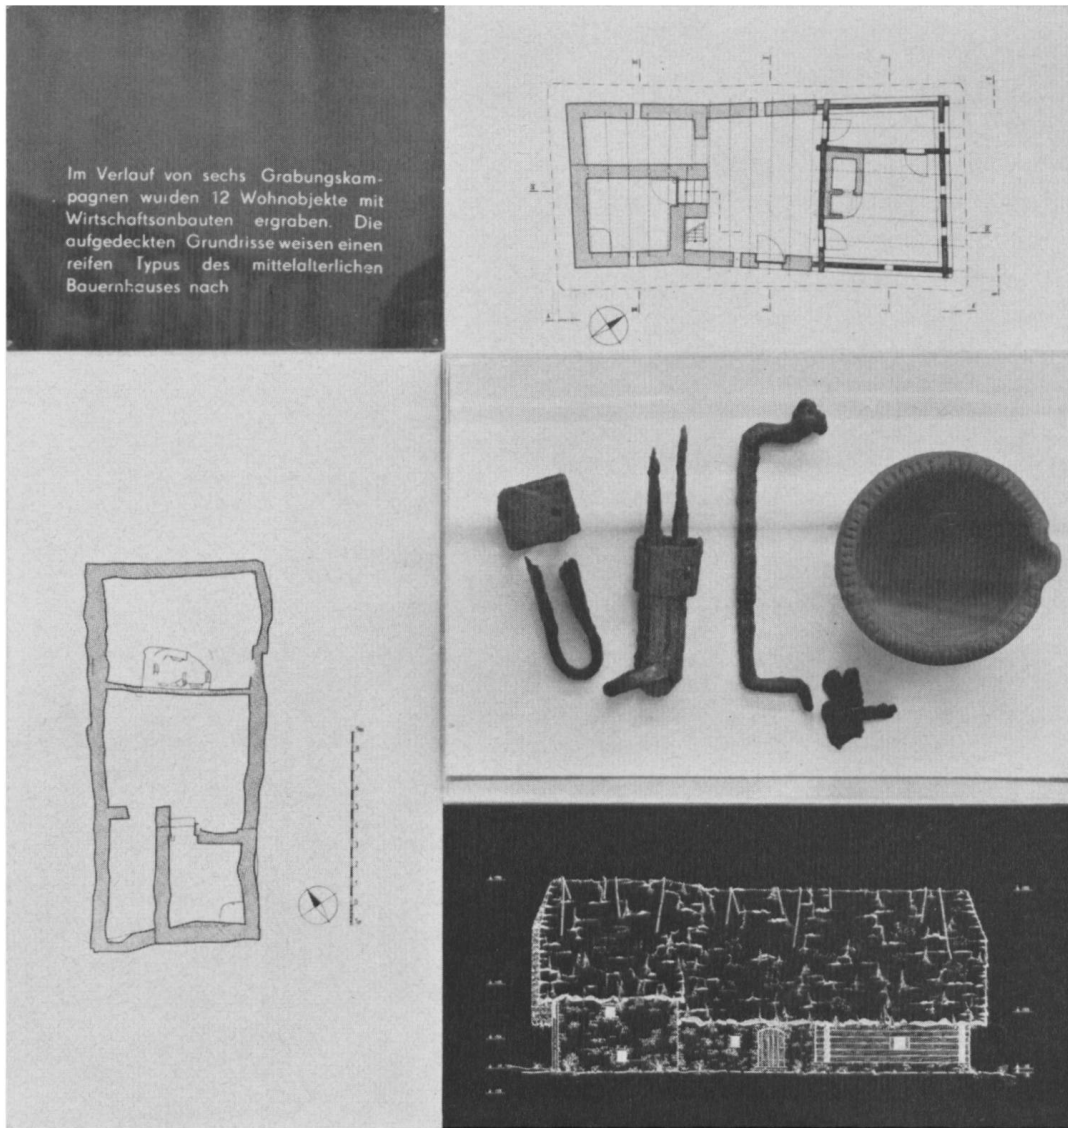 Im Verlauf von sechs Grabungskam-
pagnen wurden 12 Wohnobjekte mit
Wirtschaftsanbauten ergraben. Die
aufgedeckten Grundrisse weisen einen
reifen Typus des mittelalterlichen
Bauernhauses nach